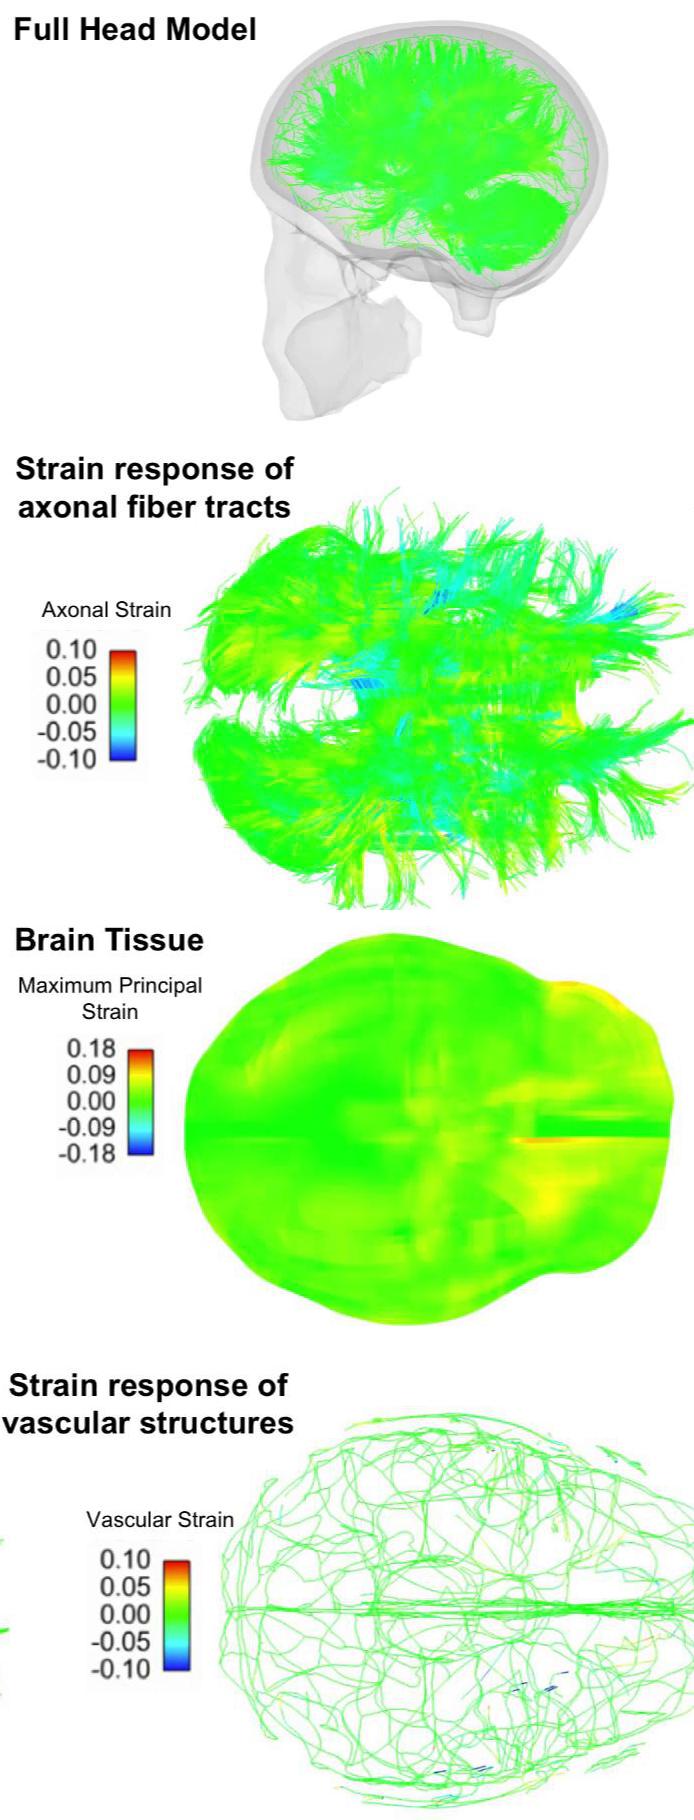 Full Head Model
Strain response of
axonal fiber tracts
Axonal Strain
0.10
0.05
0.00
-0.05
-0.10
Brain Tissue
Maximum Principal
Strain
0.18
0.09
0.00
-0.09
-0.18
Strain response of
vascular structures
Vascular Strain
0.10
0.05
0.00
-0.05
-0.10